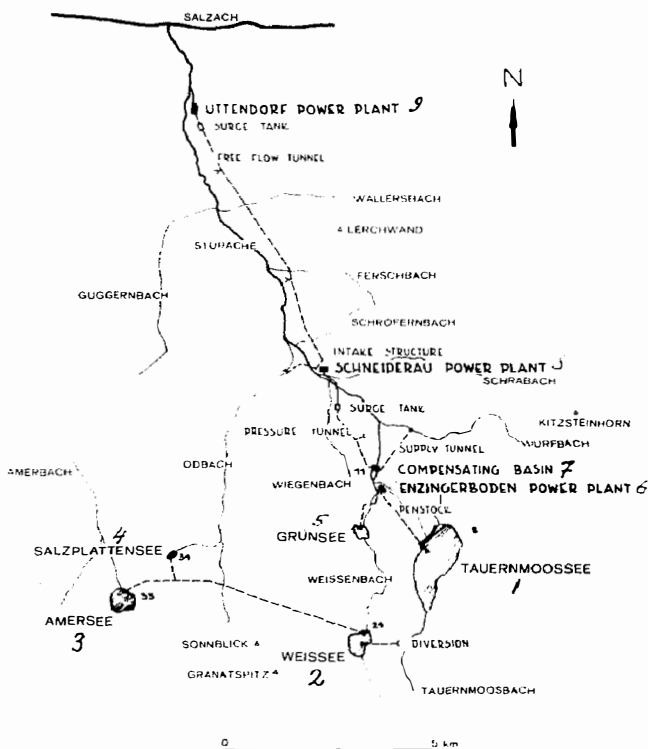 SALZACH
N
UTTENDORF POWER PLANT 9
SURGE TANK
FREE FLOW TUNNEL
WALLERSBACH
LERCHWAND
STUBACHE
FERSCHBACH
GUGGERNBACH
SCHROFERNBACH
INTAKE STRUCTURE
SCHNEIDERAU POWER PLANT
SCHRABACH
SURGE TANK
KITZSTEINHORN
PRESSURE TUNNEL
WURFBACH
SUPPLY TUNNEL
ODBACH
AMERBACH
11
COMPENSATING BASIN 7
WIEGENBACH
ENZINGERBODEN POWER PLANT 6
PENSTOCK
5
GRÜNSEE
4
SALZPLATTENSEE
34
TAUERNMOOSSEE
1
WEISSENBACH
33
AMERSEE
3
29
SONNBLICK
WEISSEE
DIVERSION
GRANATSPITZ
2
TAUERNMOOSBACH
0 5 km